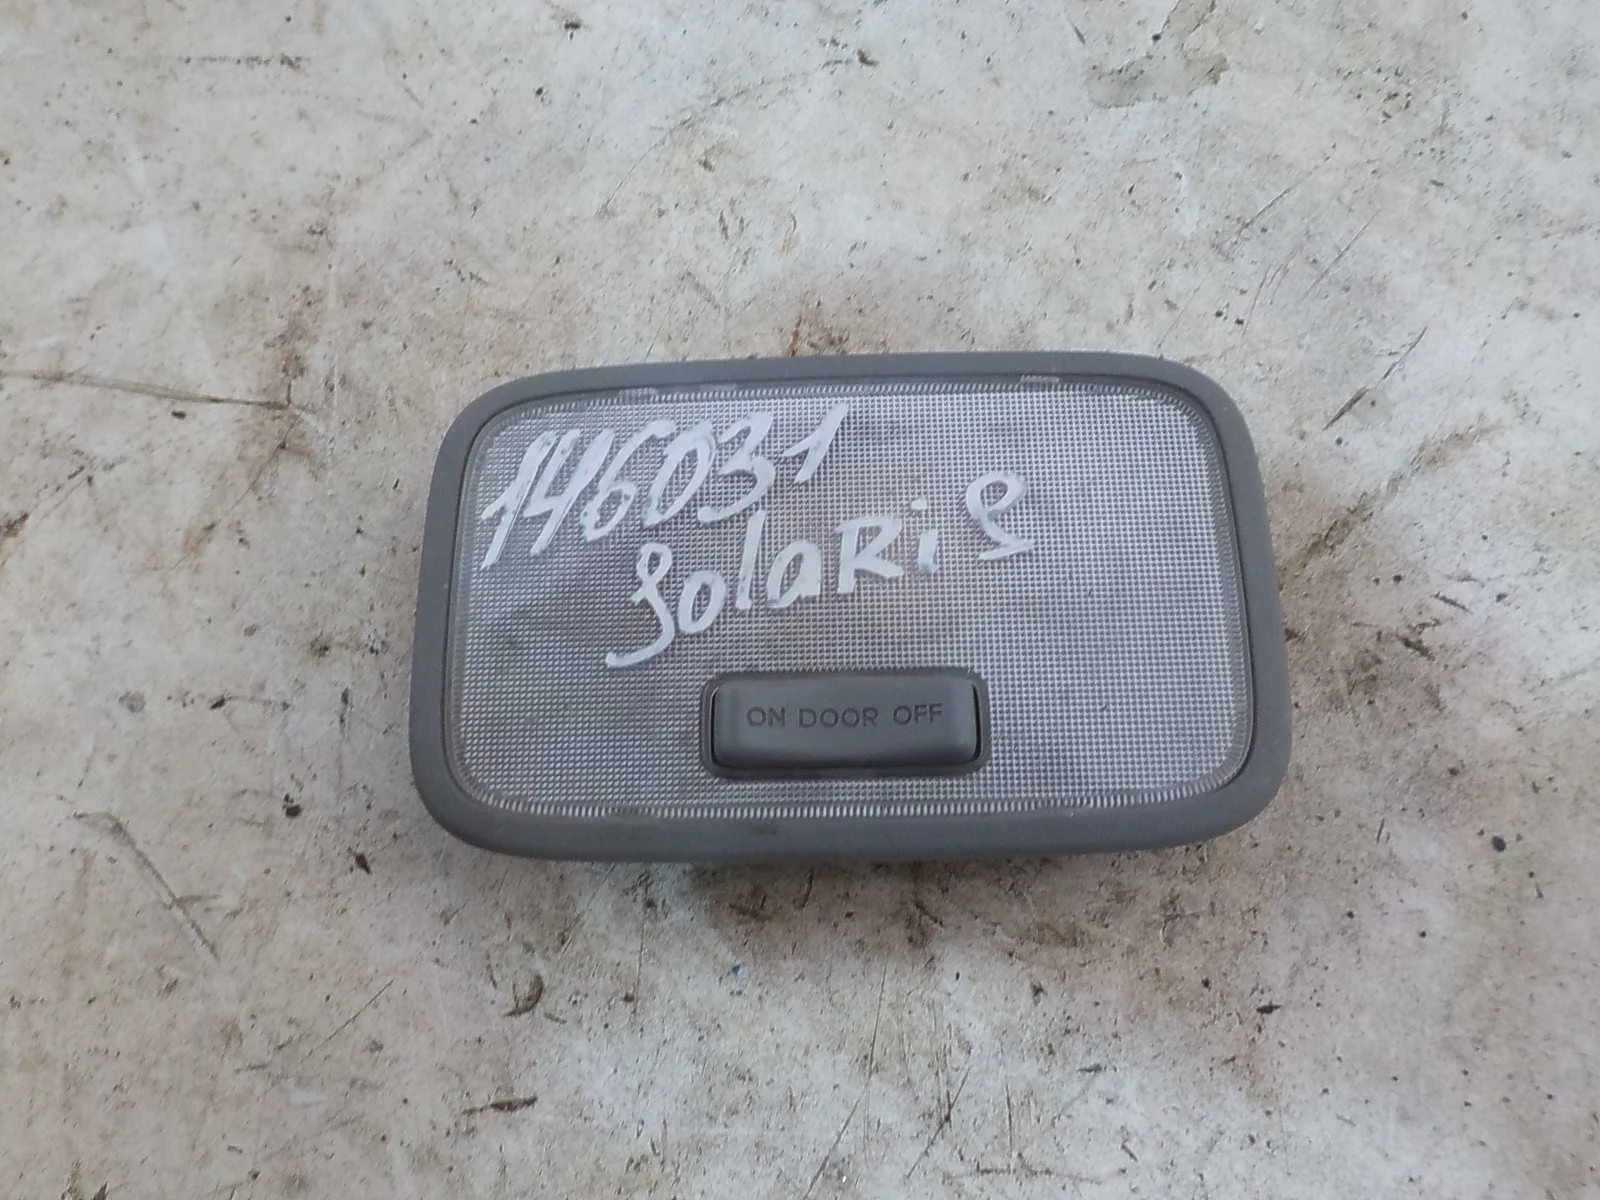 146031
SolaRiS
ON DOOR OFF